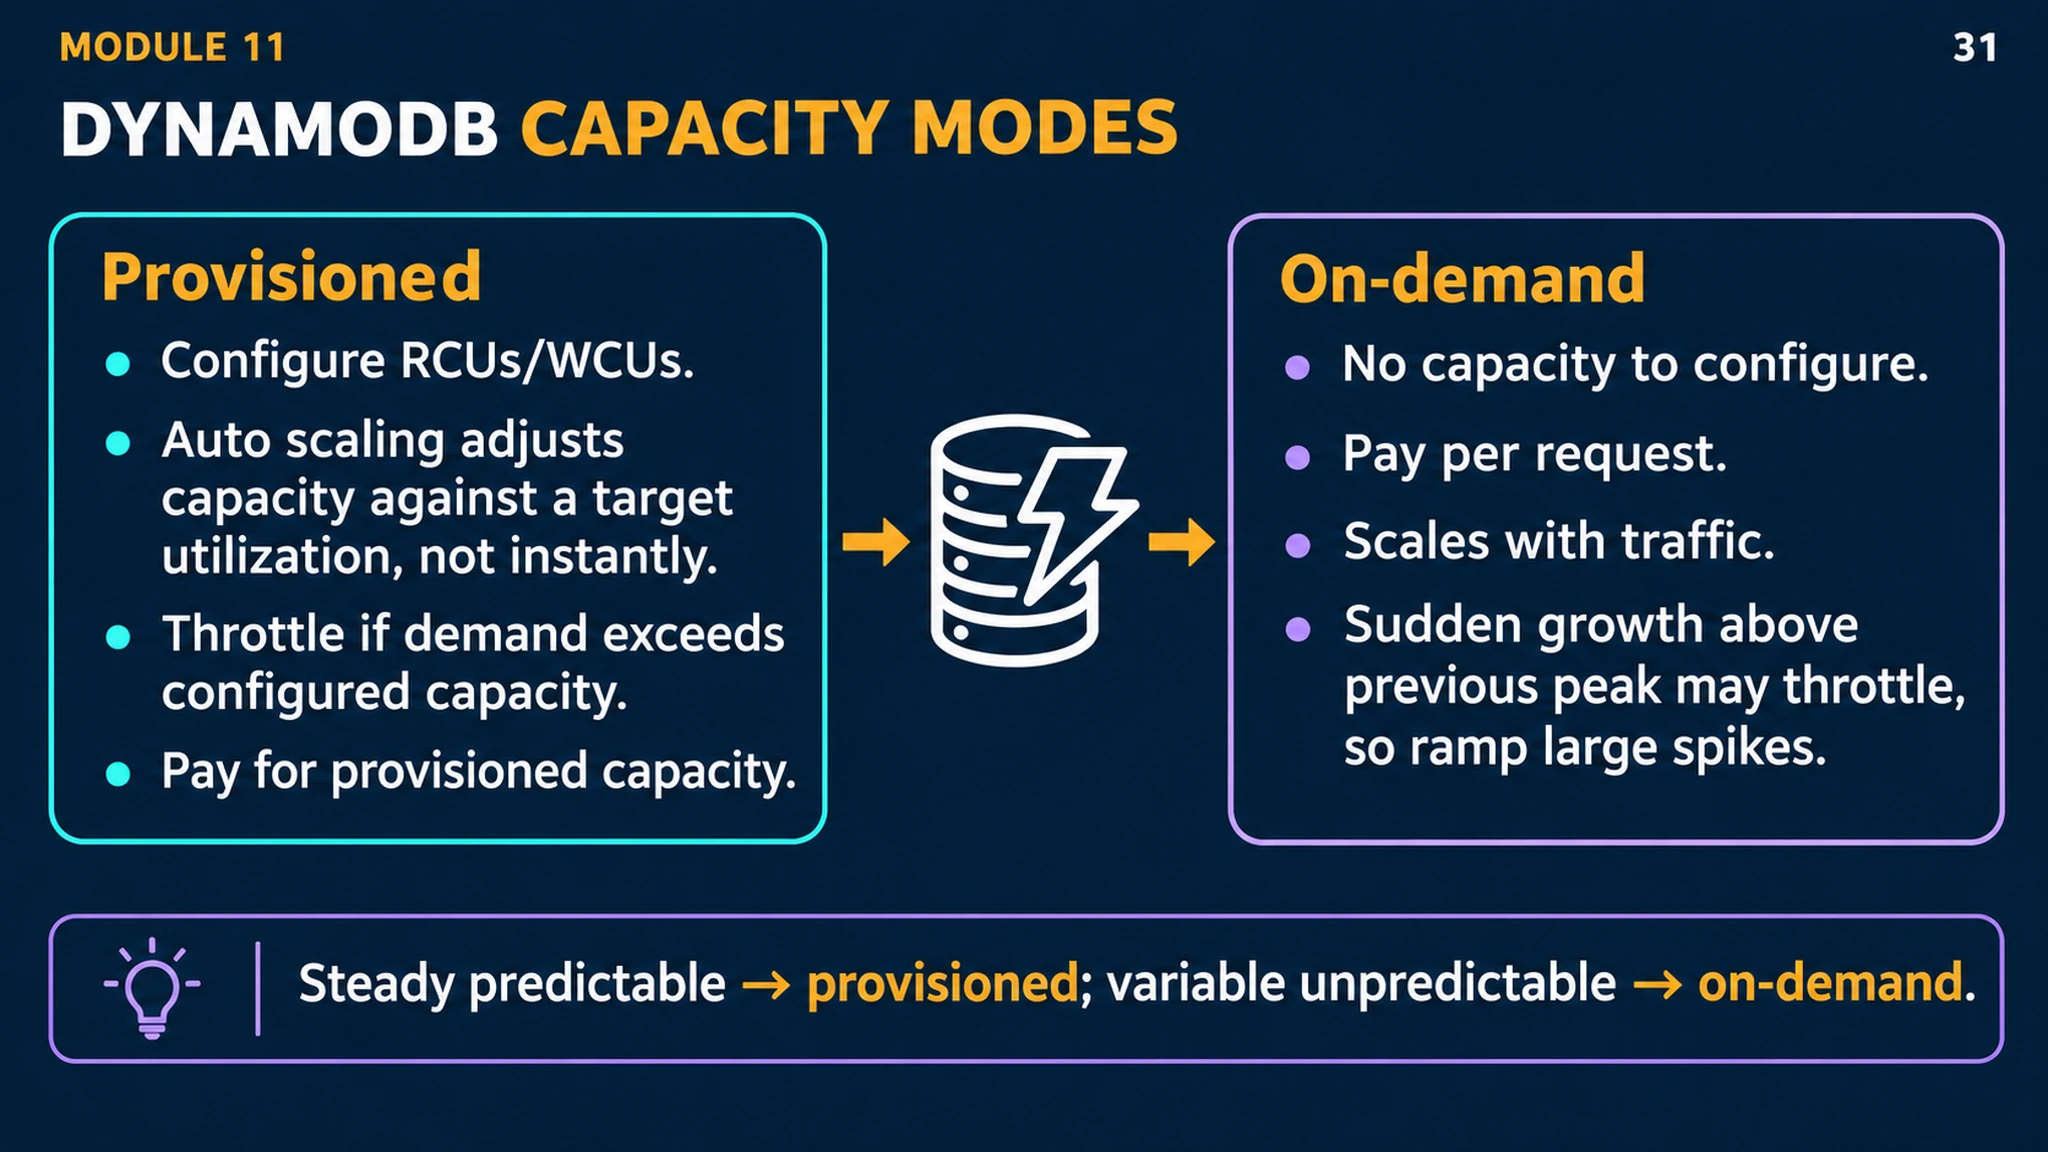 MODULE 11
31
DYNAMODB CAPACITY MODES
Provisioned
• Configure RCUs/WCUs.
• Auto scaling adjusts
capacity against a target
utilization, not instantly.
• Throttle if demand exceeds
configured capacity.
• Pay for provisioned capacity.
On-demand
• No capacity to configure.
• Pay per request.
• Scales with traffic.
• Sudden growth above
previous peak may throttle,
so ramp large spikes.
Steady predictable → provisioned; variable unpredictable → on-demand.